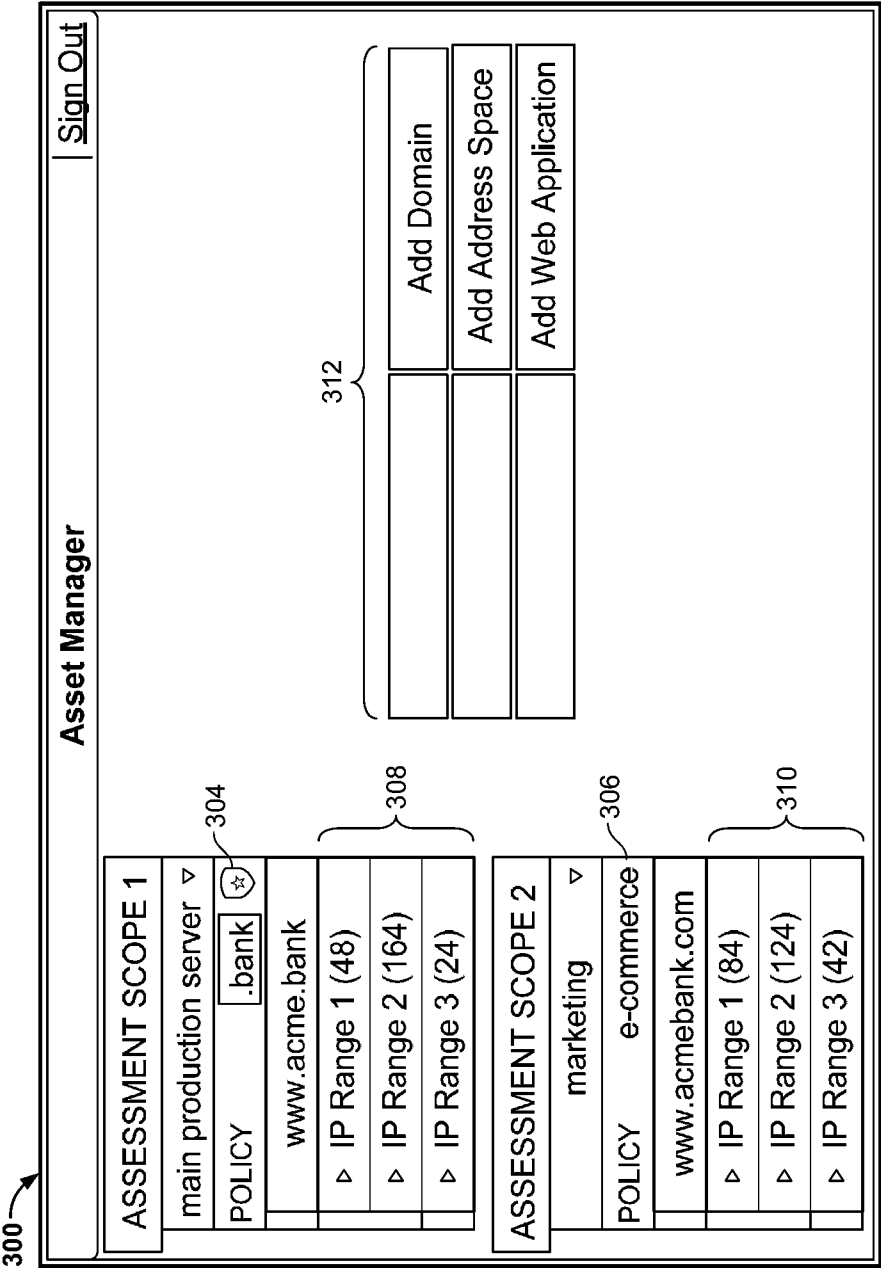 300
Asset Manager
Sign Out
ASSESSMENT SCOPE 1
main production server
POLICY .bank
304
www.acme.bank
IP Range 1 (48)
IP Range 2 (164)
IP Range 3 (24)
308
ASSESSMENT SCOPE 2
marketing
POLICY e-commerce
306
www.acmebank.com
IP Range 1 (84)
IP Range 2 (124)
IP Range 3 (42)
310
312
Add Domain
Add Address Space
Add Web Application